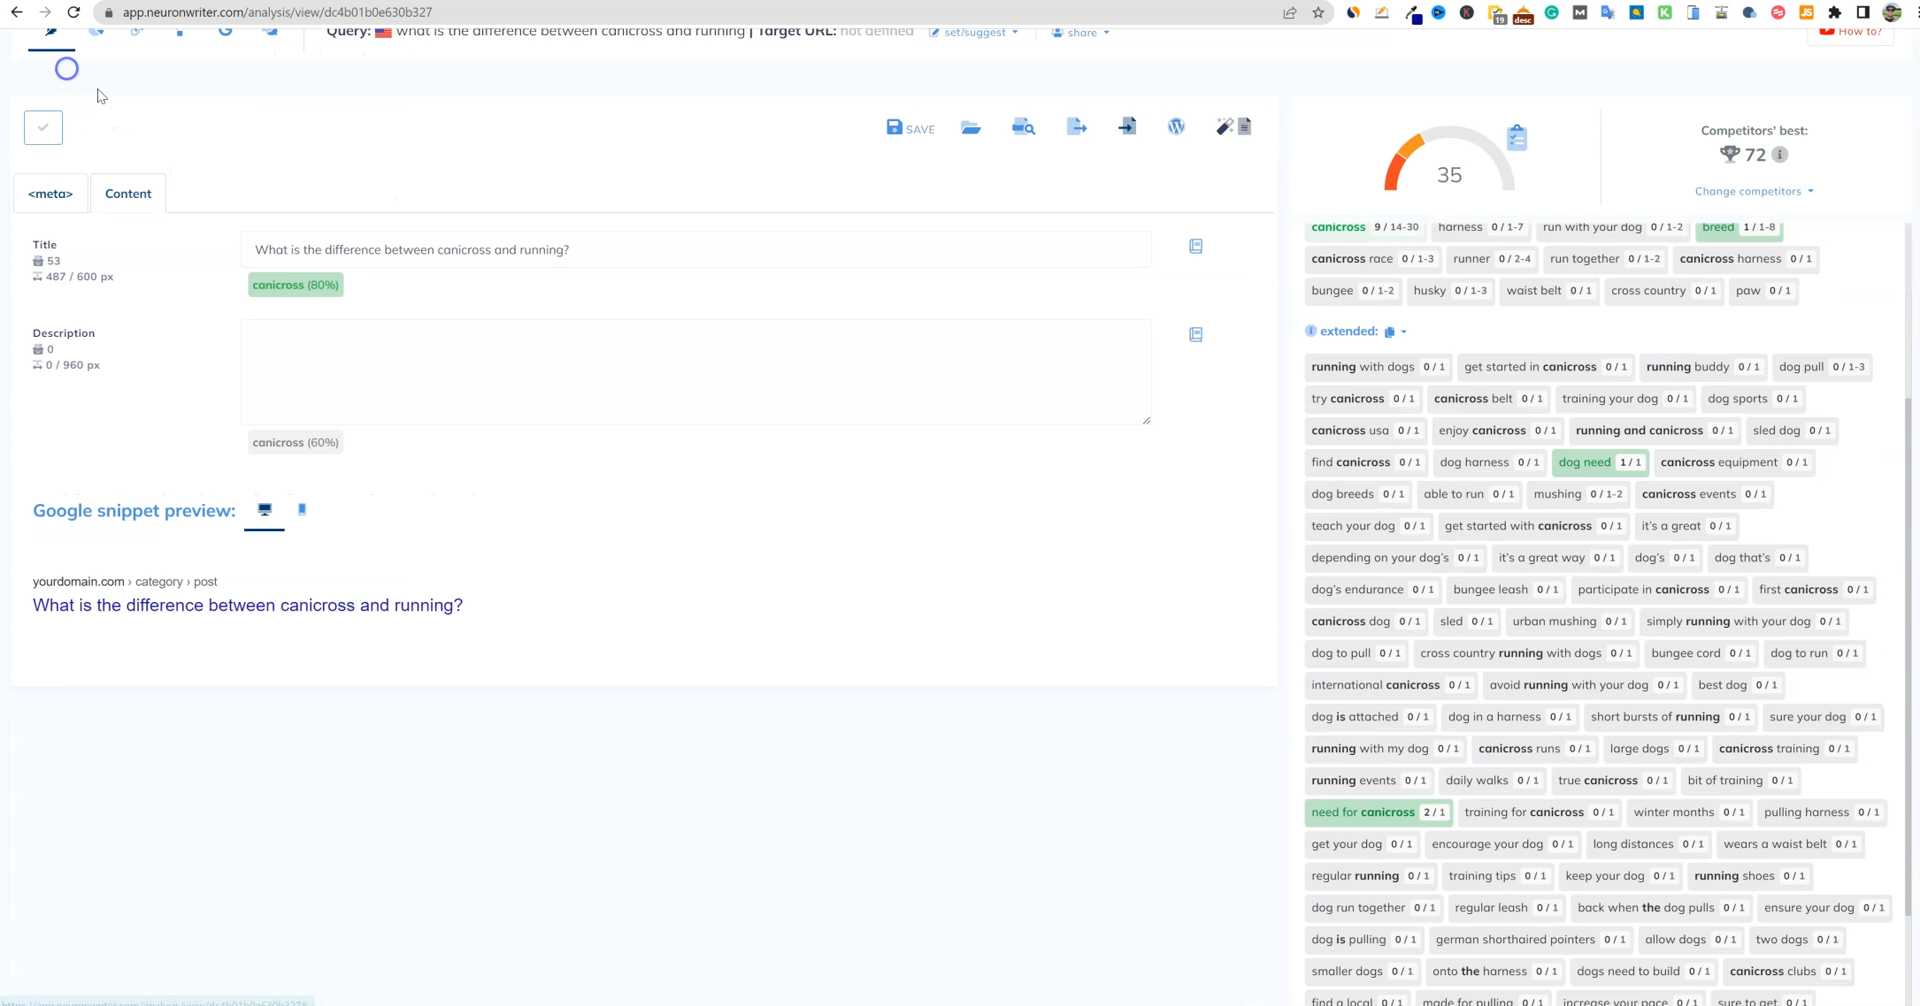 app.neuronwriter.com/analysis/view/dc4b01b0e630b327
19
desc
Query: what is the difference between canicross and running | Target URL: not defined
set/suggest
share
How to?
SAVE
<meta>
Content
Title
53
487 / 600 px
What is the difference between canicross and running?
canicross (80%)
Description
0
0 / 960 px
canicross (60%)
Google snippet preview:
yourdomain.com › category › post
What is the difference between canicross and running?
35
Competitors' best:
72
Change competitors
canicross 9 / 14-30 harness 0 / 1-7 run with your dog 0 / 1-2 breed 1 / 1-8
canicross race 0 / 1-3 runner 0 / 2-4 run together 0 / 1-2 canicross harness 0 / 1
bungee 0 / 1-2 husky 0 / 1-3 waist belt 0 / 1 cross country 0 / 1 paw 0 / 1
extended:
running with dogs 0 / 1 get started in canicross 0 / 1 running buddy 0 / 1 dog pull 0 / 1-3
try canicross 0 / 1 canicross belt 0 / 1 training your dog 0 / 1 dog sports 0 / 1
canicross usa 0 / 1 enjoy canicross 0 / 1 running and canicross 0 / 1 sled dog 0 / 1
find canicross 0 / 1 dog harness 0 / 1 dog need 1 / 1 canicross equipment 0 / 1
dog breeds 0 / 1 able to run 0 / 1 mushing 0 / 1-2 canicross events 0 / 1
teach your dog 0 / 1 get started with canicross 0 / 1 it's a great 0 / 1
depending on your dog's 0 / 1 it's a great way 0 / 1 dog's 0 / 1 dog that's 0 / 1
dog's endurance 0 / 1 bungee leash 0 / 1 participate in canicross 0 / 1 first canicross 0 / 1
canicross dog 0 / 1 sled 0 / 1 urban mushing 0 / 1 simply running with your dog 0 / 1
dog to pull 0 / 1 cross country running with dogs 0 / 1 bungee cord 0 / 1 dog to run 0 / 1
international canicross 0 / 1 avoid running with your dog 0 / 1 best dog 0 / 1
dog is attached 0 / 1 dog in a harness 0 / 1 short bursts of running 0 / 1 sure your dog 0 / 1
running with my dog 0 / 1 canicross runs 0 / 1 large dogs 0 / 1 canicross training 0 / 1
running events 0 / 1 daily walks 0 / 1 true canicross 0 / 1 bit of training 0 / 1
need for canicross 2 / 1 training for canicross 0 / 1 winter months 0 / 1 pulling harness 0 / 1
get your dog 0 / 1 encourage your dog 0 / 1 long distances 0 / 1 wears a waist belt 0 / 1
regular running 0 / 1 training tips 0 / 1 keep your dog 0 / 1 running shoes 0 / 1
dog run together 0 / 1 regular leash 0 / 1 back when the dog pulls 0 / 1 ensure your dog 0 / 1
dog is pulling 0 / 1 german shorthaired pointers 0 / 1 allow dogs 0 / 1 two dogs 0 / 1
smaller dogs 0 / 1 onto the harness 0 / 1 dogs need to build 0 / 1 canicross clubs 0 / 1
find a local 0 / 1 made for pulling 0 / 1 increase your pace 0 / 1 sure to get 0 / 1